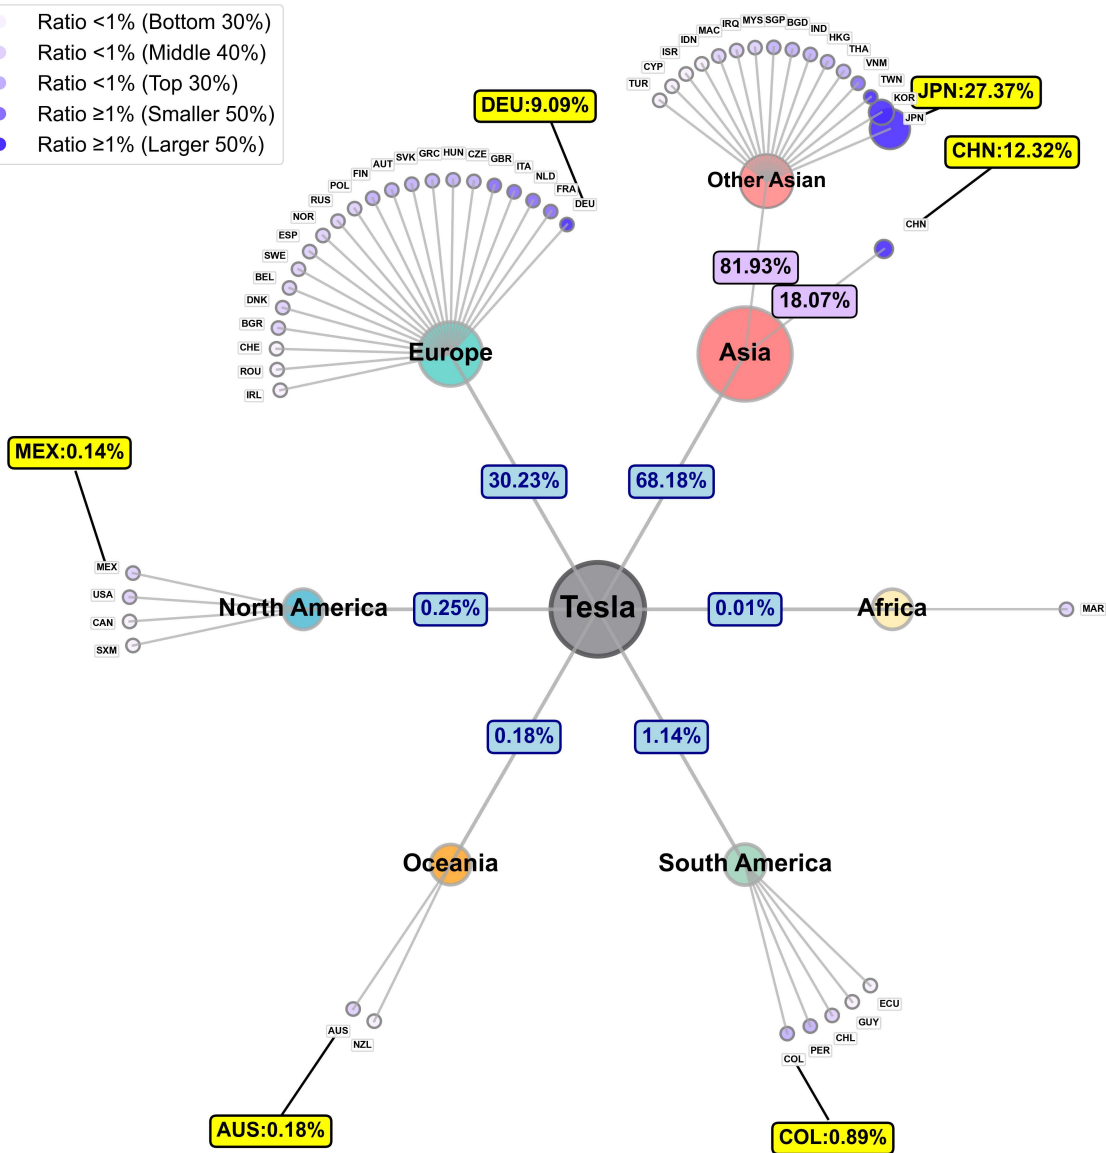 Ratio <1% (Bottom 30%)
Ratio <1% (Middle 40%)
Ratio <1% (Top 30%)
Ratio ≥1% (Smaller 50%)
Ratio ≥1% (Larger 50%)
TUR
CYP
ISR
IDN
MAC
IRQ
MYS
SGP
BGD
IND
HKG
THA
VNM
TWN
KOR
JPN
JPN:27.37%
DEU:9.09%
CHN:12.32%
CHN
Other Asian
81.93%
18.07%
Asia
IRL
ROU
CHE
BGR
DNK
BEL
SWE
ESP
NOR
RUS
POL
FIN
AUT
SVK
GRC
HUN
CZE
GBR
ITA
NLD
FRA
DEU
Europe
30.23%
68.18%
MEX:0.14%
MEX
USA
CAN
SXM
North America
0.25%
Tesla
0.01%
Africa
MAR
0.18%
1.14%
Oceania
South America
AUS
NZL
AUS:0.18%
COL
PER
CHL
GUY
ECU
COL:0.89%